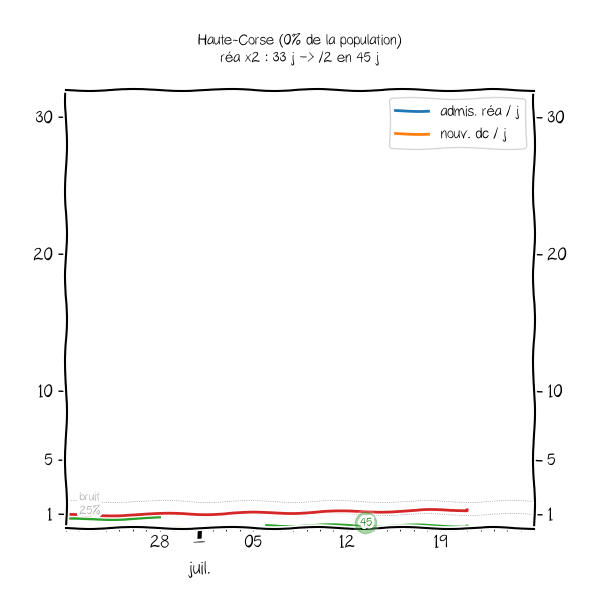 Haute-Corse (0% de la population)
réa x2 : 33 j -> /2 en 45 j
admis. réa / j
nouv. dc / j
30
30
20
20
10
10
5
5
bruit
25%
1
1
45
28
05
12
19
juil.